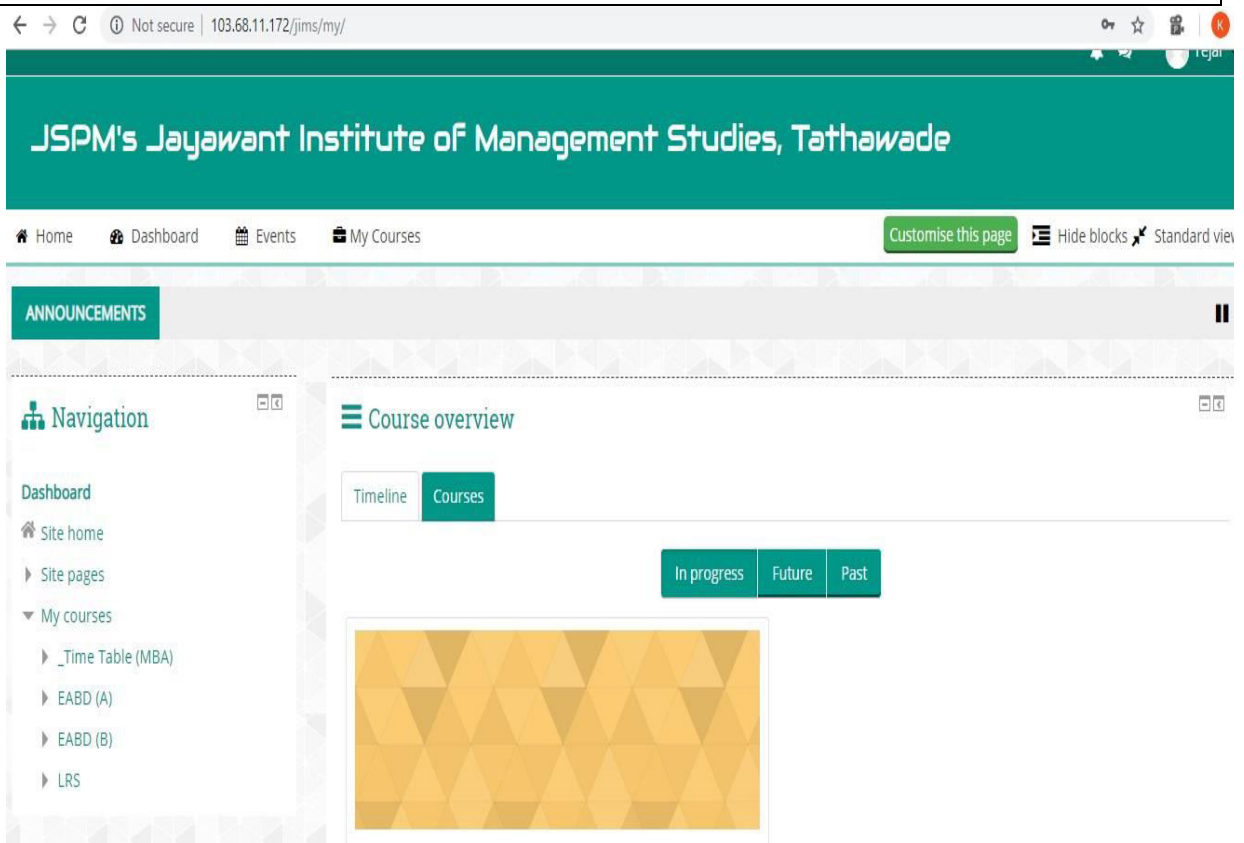 Not secure | 103.68.11.172/jims/my/
K
JSPM's Jayawant Institute of Management Studies, Tathawade
Home Dashboard Events My Courses Customise this page Hide blocks Standard view
ANNOUNCEMENTS
Navigation
Dashboard
Site home
Site pages
My courses
_Time Table (MBA)
EABD (A)
EABD (B)
LRS
Course overview
Timeline Courses
In progress Future Past